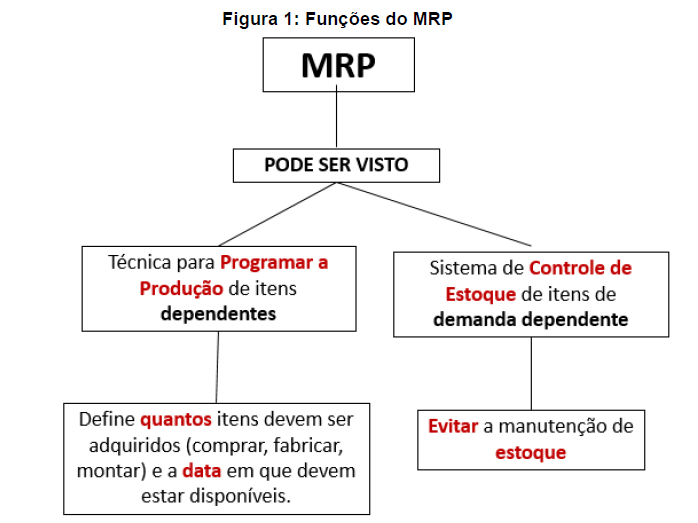 Figura 1: Funções do MRP
MRP
PODE SER VISTO
Técnica para Programar a
Produção de itens
dependentes
Sistema de Controle de
Estoque de itens de
demanda dependente
Define quantos itens devem ser
adquiridos (comprar, fabricar,
montar) e a data em que devem
estar disponíveis.
Evitar a manutenção de
estoque